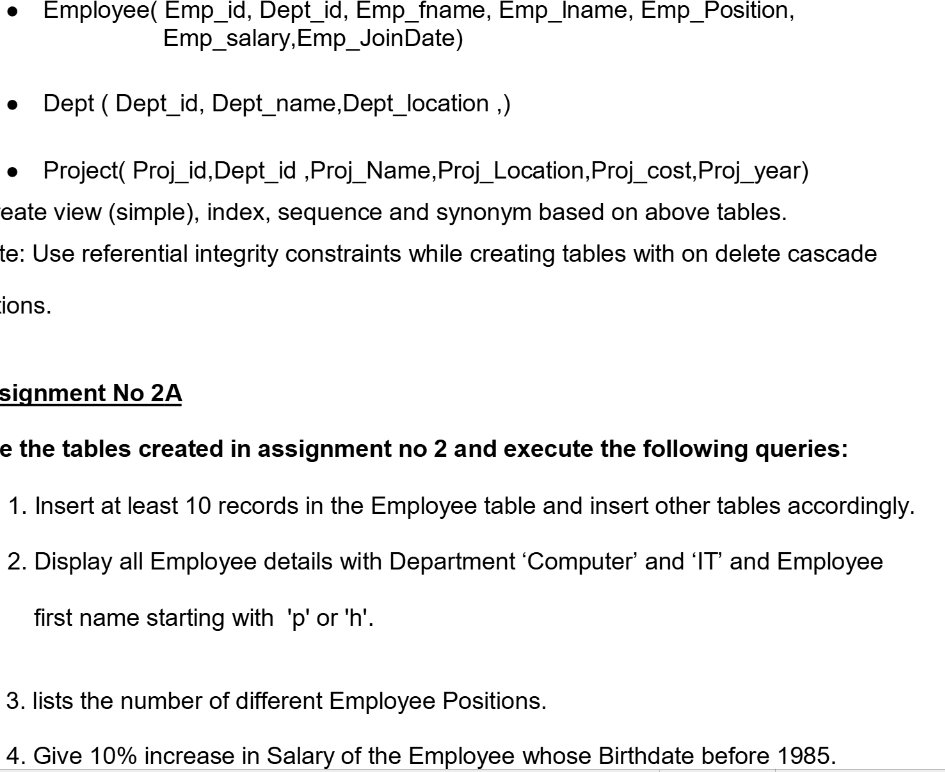 • Employee( Emp_id, Dept_id, Emp_fname, Emp_lname, Emp_Position,
Emp_salary,Emp_JoinDate)
• Dept ( Dept_id, Dept_name,Dept_location ,)
• Project( Proj_id,Dept_id ,Proj_Name,Proj_Location,Proj_cost,Proj_year)
eate view (simple), index, sequence and synonym based on above tables.
te: Use referential integrity constraints while creating tables with on delete cascade
tions.
signment No 2A
e the tables created in assignment no 2 and execute the following queries:
1. Insert at least 10 records in the Employee table and insert other tables accordingly.
2. Display all Employee details with Department ‘Computer’ and ‘IT’ and Employee
first name starting with 'p' or 'h'.
3. lists the number of different Employee Positions.
4. Give 10% increase in Salary of the Employee whose Birthdate before 1985.